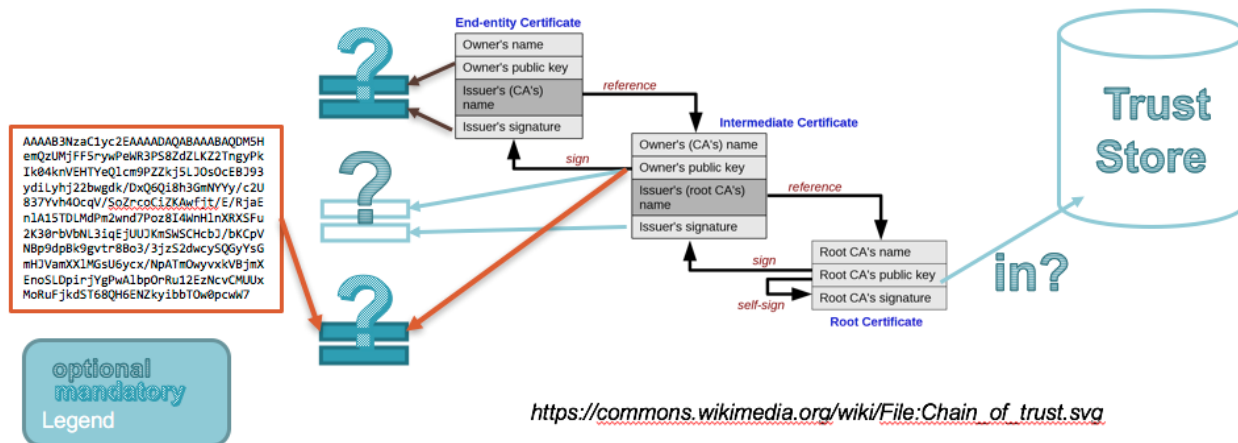 End-entity Certificate
Owner's name
Owner's public key
Issuer's (CA's)
name
Issuer's signature
reference
sign
Intermediate Certificate
Owner's (CA's) name
Owner's public key
Issuer's (root CA's)
name
Issuer's signature
reference
sign
self-sign
Root CA's name
Root CA's public key
Root CA's signature
Root Certificate
?
?
?
in?
Trust
Store
AAAAB3NzaC1yc2EAAAADAQABAAABAQDM5H
emQzUMjFF5rywPeWR3PS8ZdZLKZ2TngyPk
Ik04knVEHTYeQlcm9PZZkj5LJOsOcEBJ93
ydiLyhj22bwgdk/DxQ6Qi8h3GmNYYy/c2U
837Yvh4OcqV/SoZrcoCiZKAwfjt/E/RjaE
nlA15TDLMdPm2wnd7Poz8I4WnHlnXRXSFu
2K30rbVbNL3iqEjUUJKmSWSCHcbJ/bKCpV
NBp9dpBk9gvtr8Bo3/3jzS2dwcySQGyYsG
mHJVamXXlMGsU6ycx/NpATmOwyvxkVBjmX
EnoSLDpirjYgPwAlbpOrRu12EzNcvCMUUx
MoRuFjkdST68QH6ENZkyibbTOw0pcwW7
optional
mandatory
Legend
https://commons.wikimedia.org/wiki/File:Chain_of_trust.svg